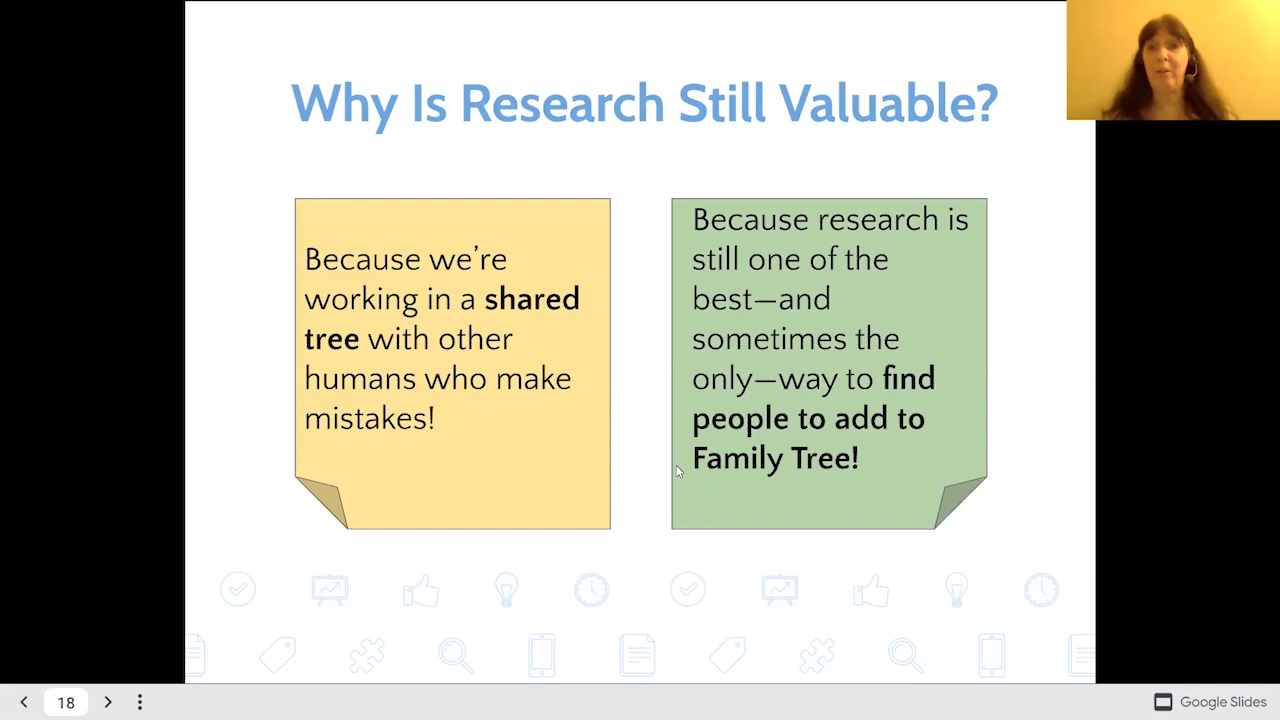 Why Is Research Still Valuable?
Because we’re
working in a shared
tree with other
humans who make
mistakes!
Because research is
still one of the
best—and
sometimes the
only—way to find
people to add to
Family Tree!
18
Google Slides